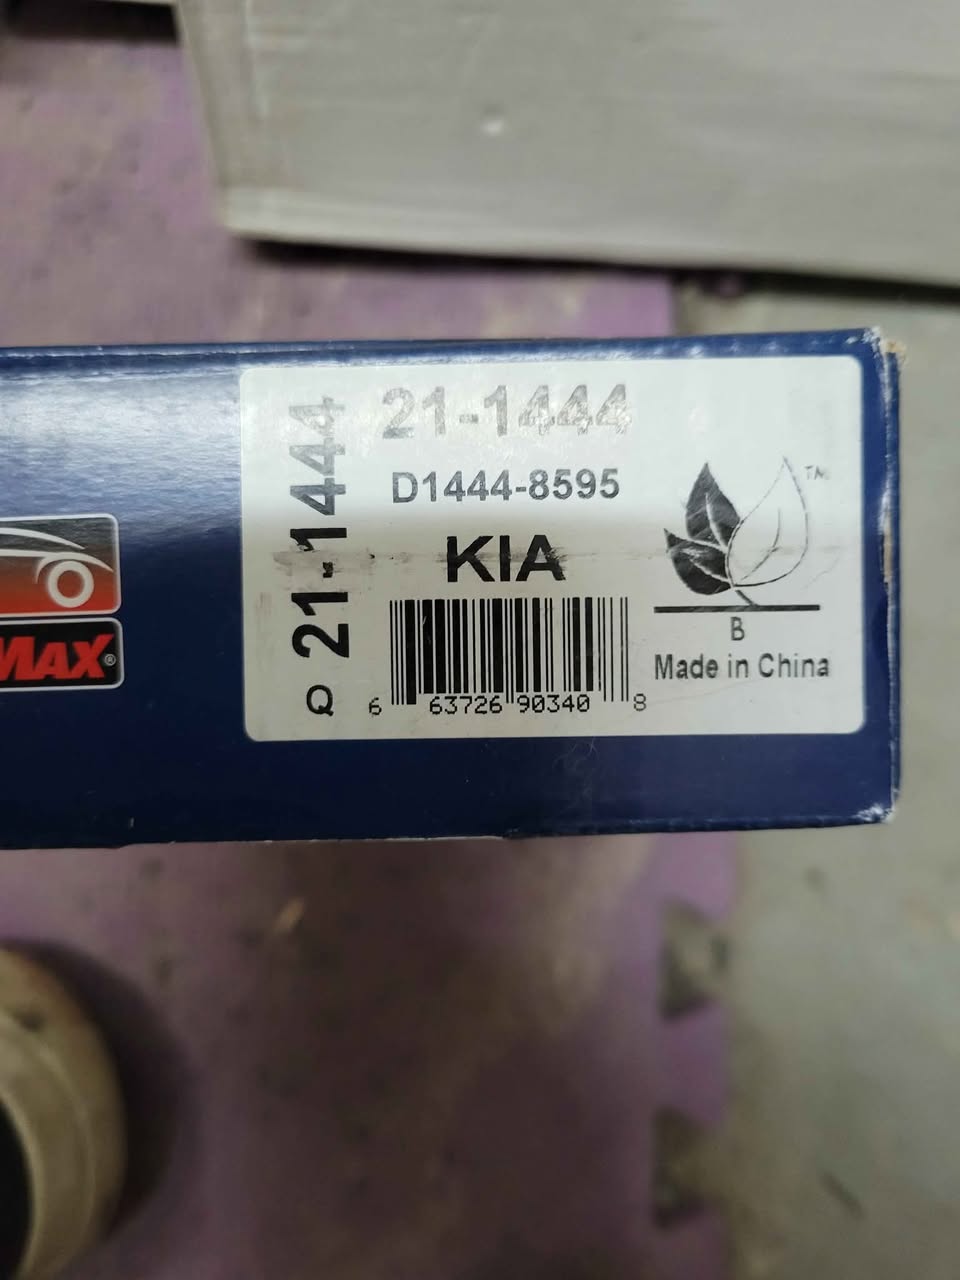 21-1444
21-1444
D1444-8595
KIA
TM
B
Made in China
Q
6 63726 90340 8
MAX®